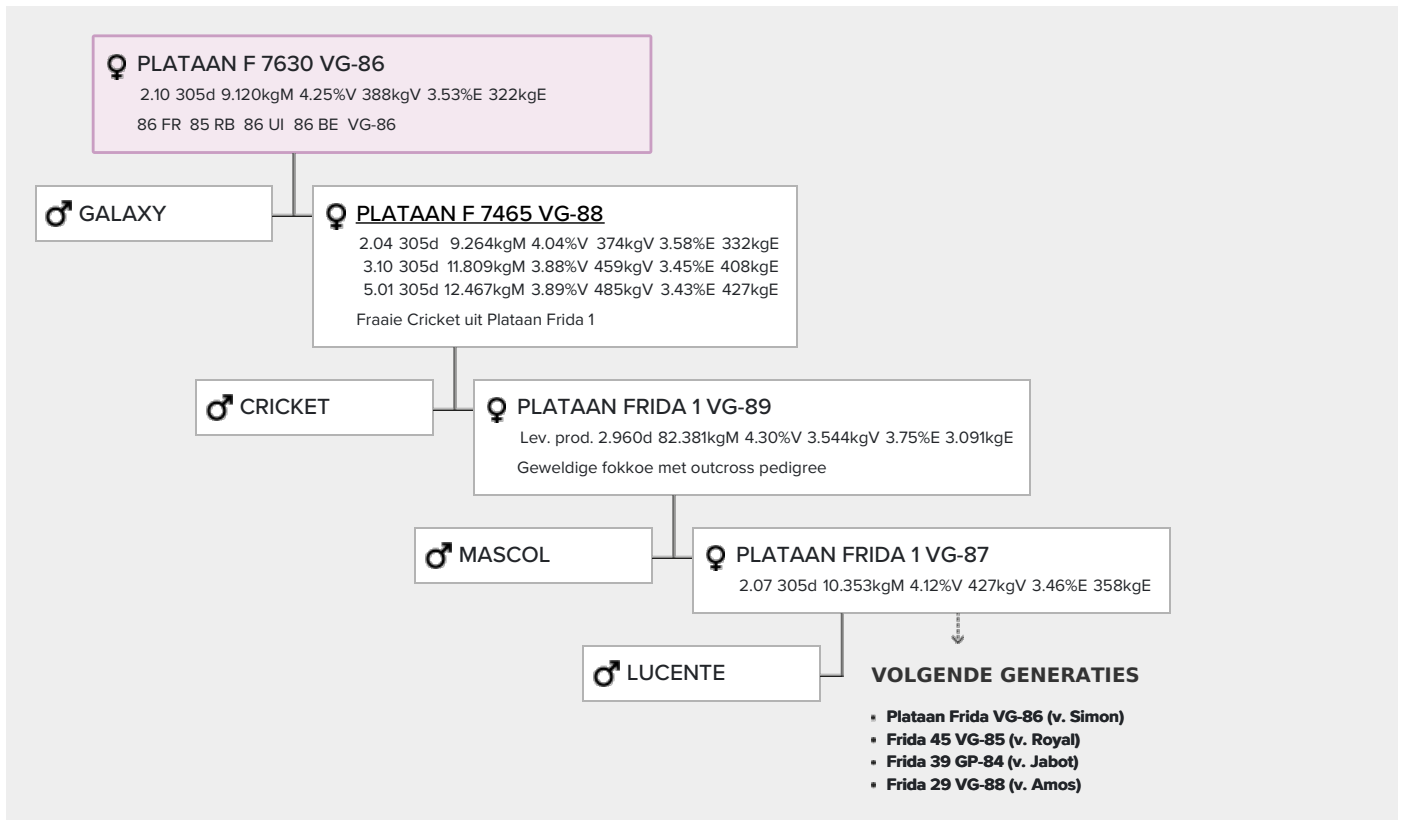 PLATAAN F 7630 VG-86
2.10 305d 9.120kgM 4.25%V 388kgV 3.53%E 322kgE
86 FR 85 RB 86 UI 86 BE VG-86
GALAXY
PLATAAN F 7465 VG-88
2.04 305d 9.264kgM 4.04%V 374kgV 3.58%E 332kgE
3.10 305d 11.809kgM 3.88%V 459kgV 3.45%E 408kgE
5.01 305d 12.467kgM 3.89%V 485kgV 3.43%E 427kgE
Fraaie Cricket uit Plataan Frida 1
CRICKET
PLATAAN FRIDA 1 VG-89
Lev. prod. 2.960d 82.381kgM 4.30%V 3.544kgV 3.75%E 3.091kgE
Geweldige fokkoe met outcross pedigree
MASCOL
PLATAAN FRIDA 1 VG-87
2.07 305d 10.353kgM 4.12%V 427kgV 3.46%E 358kgE
LUCENTE
VOLGENDE GENERATIES
Plataan Frida VG-86 (v. Simon)
Frida 45 VG-85 (v. Royal)
Frida 39 GP-84 (v. Jabot)
Frida 29 VG-88 (v. Amos)